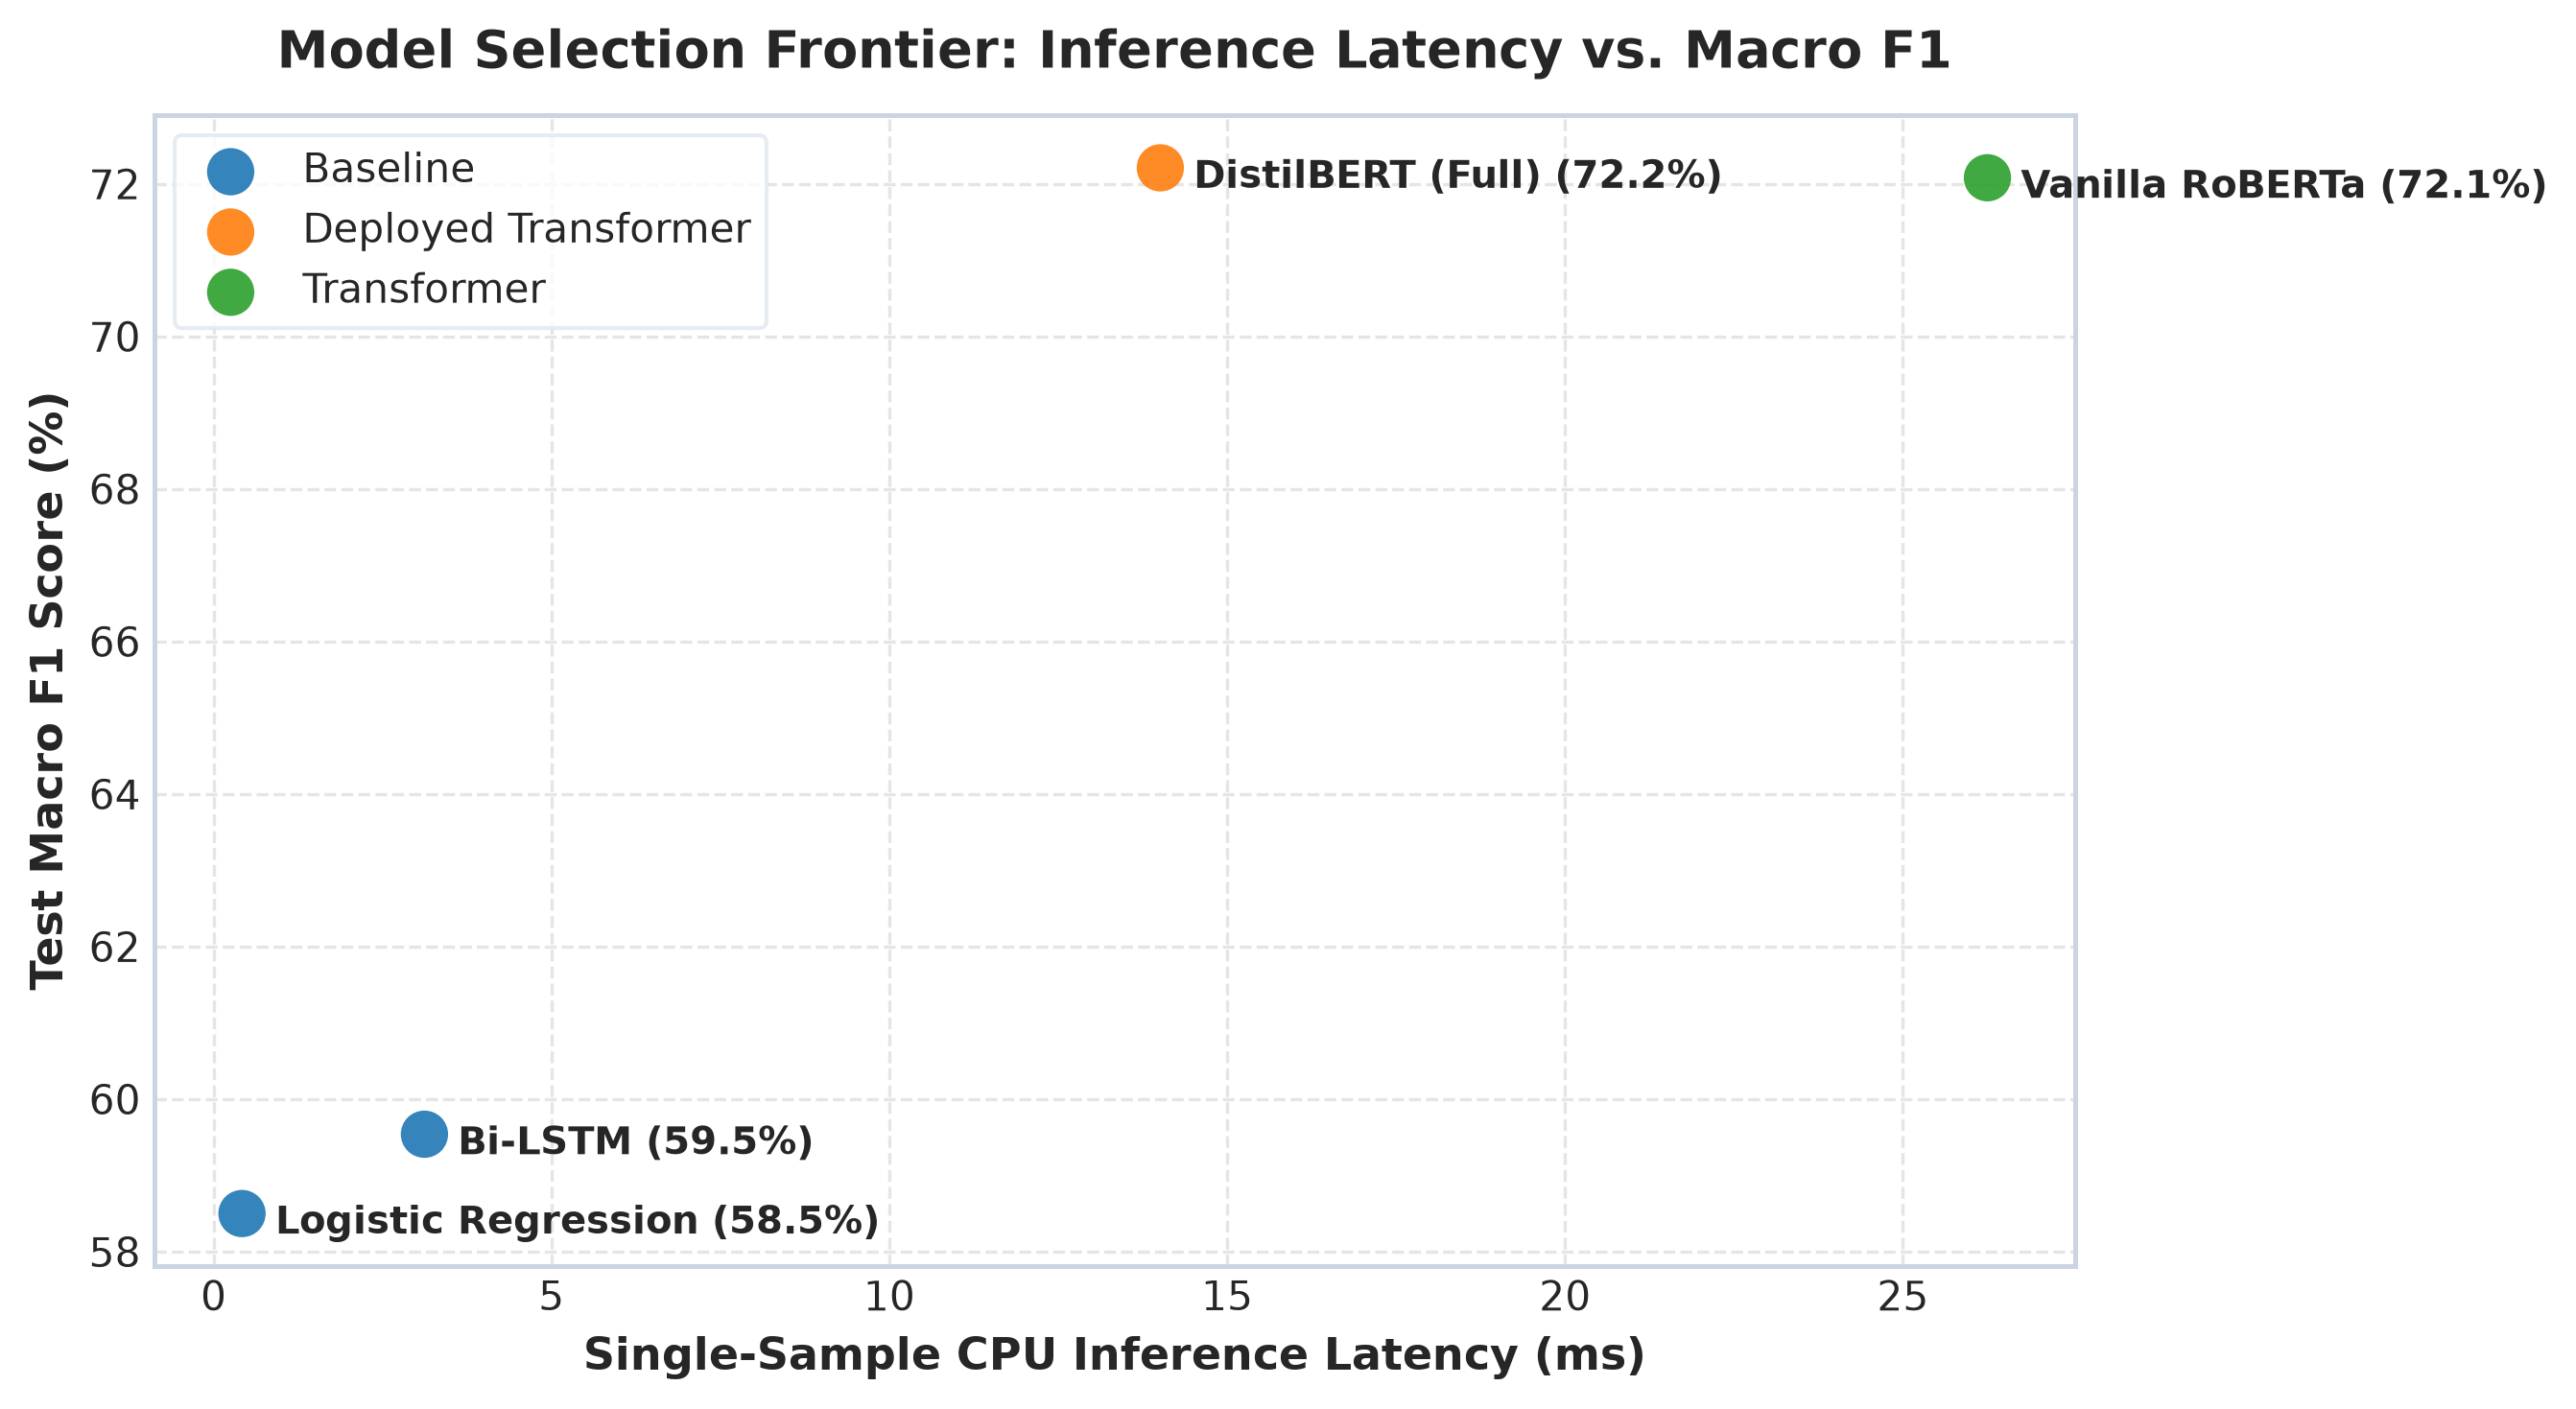 Model Selection Frontier: Inference Latency vs. Macro F1
Baseline
Deployed Transformer
Transformer
DistilBERT (Full) (72.2%)
Vanilla RoBERTa (72.1%)
Bi-LSTM (59.5%)
Logistic Regression (58.5%)
Test Macro F1 Score (%)
72
70
68
66
64
62
60
58
0 5 10 15 20 25
Single-Sample CPU Inference Latency (ms)